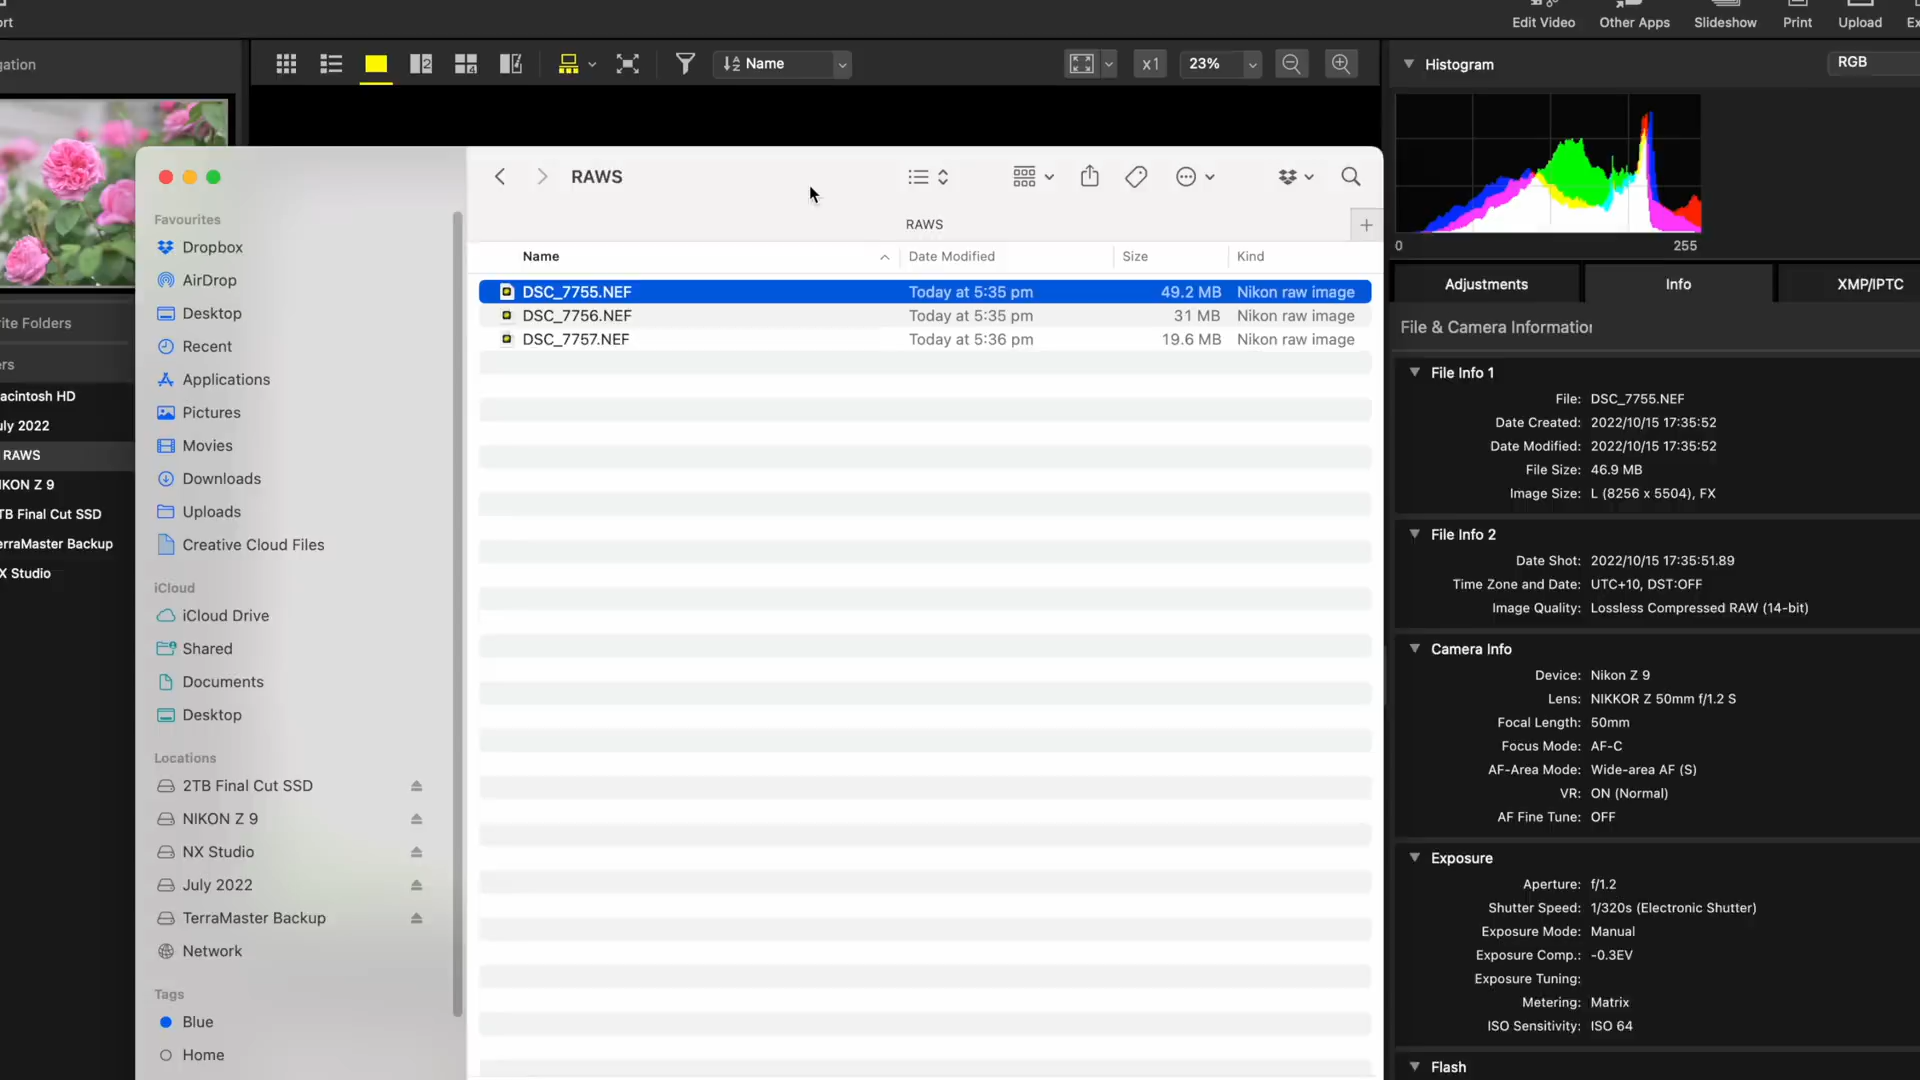 ort
Edit Video
Other Apps
Slideshow
Print
Upload
Ex
gation
2
4
Name
x1
23%
Histogram
RGB
0
255
RAWS
RAWS
Favourites
Dropbox
AirDrop
Desktop
Recent
Applications
Pictures
Movies
Downloads
Uploads
Creative Cloud Files
iCloud
iCloud Drive
Shared
Documents
Desktop
Locations
2TB Final Cut SSD
NIKON Z 9
NX Studio
July 2022
TerraMaster Backup
Network
Tags
Blue
Home
Name Date Modified Size Kind
DSC_7755.NEF Today at 5:35 pm 49.2 MB Nikon raw image
DSC_7756.NEF Today at 5:35 pm 31 MB Nikon raw image
DSC_7757.NEF Today at 5:36 pm 19.6 MB Nikon raw image
rite Folders
ers
acintosh HD
uly 2022
RAWS
IKON Z 9
TB Final Cut SSD
erraMaster Backup
X Studio
Adjustments
Info
XMP/IPTC
File & Camera Information
File Info 1
File: DSC_7755.NEF
Date Created: 2022/10/15 17:35:52
Date Modified: 2022/10/15 17:35:52
File Size: 46.9 MB
Image Size: L (8256 x 5504), FX
File Info 2
Date Shot: 2022/10/15 17:35:51.89
Time Zone and Date: UTC+10, DST:OFF
Image Quality: Lossless Compressed RAW (14-bit)
Camera Info
Device: Nikon Z 9
Lens: NIKKOR Z 50mm f/1.2 S
Focal Length: 50mm
Focus Mode: AF-C
AF-Area Mode: Wide-area AF (S)
VR: ON (Normal)
AF Fine Tune: OFF
Exposure
Aperture: f/1.2
Shutter Speed: 1/320s (Electronic Shutter)
Exposure Mode: Manual
Exposure Comp.: -0.3EV
Exposure Tuning:
Metering: Matrix
ISO Sensitivity: ISO 64
Flash